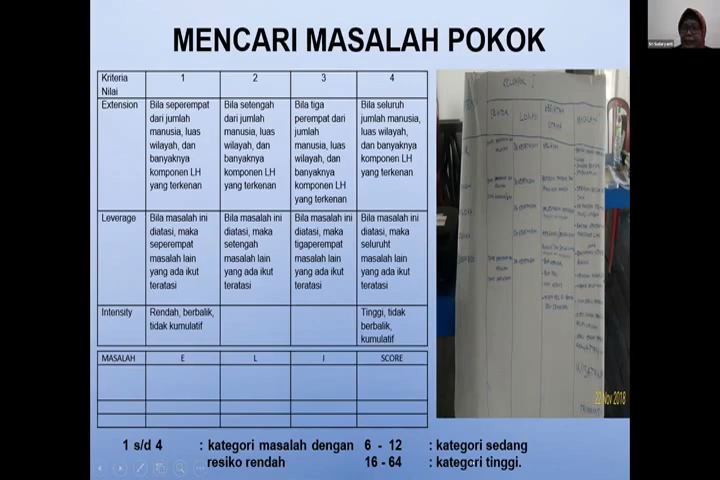 MENCARI MASALAH POKOK
Sri Sudaryanti
Kriteria
Nilai
1
2
3
4
Extension
Bila seperempat
dari jumlah
manusia, luas
wilayah, dan
banyaknya
komponen LH
yang terkenan
Bila setengah
dari jumlah
manusia, luas
wilayah, dan
banyaknya
komponen LH
yang terkenan
Bila tiga
perempat dari
jumlah
manusia, luas
wilayah, dan
banyaknya
komponen LH
yang terkenan
Bila seluruh
jumlah manusia,
luas wilayah, dan
banyaknya
komponen LH
yang terkenan
Leverage
Bila masalah ini
diatasi, maka
seperempat
masalah lain
yang ada ikut
teratasi
Bila masalah ini
diatasi, maka
setengah
masalah lain
yang ada ikut
teratasi
Bila masalah ini
diatasi, maka
tigaperempat
masalah lain
yang ada ikut
teratasi
Bila masalah ini
diatasi, maka
seluruht
masalah lain
yang ada ikut
teratasi
Intensity
Rendah, berbalik,
tidak kumulatif
Tinggi, tidak
berbalik,
kumulatif
MASALAH E L I SCORE
KELOMPOK
22 Nov 2018
1 s/d 4 : kategori masalah dengan
resiko rendah
6 - 12 : kategori sedang
16 - 64 : kategori tinggi.